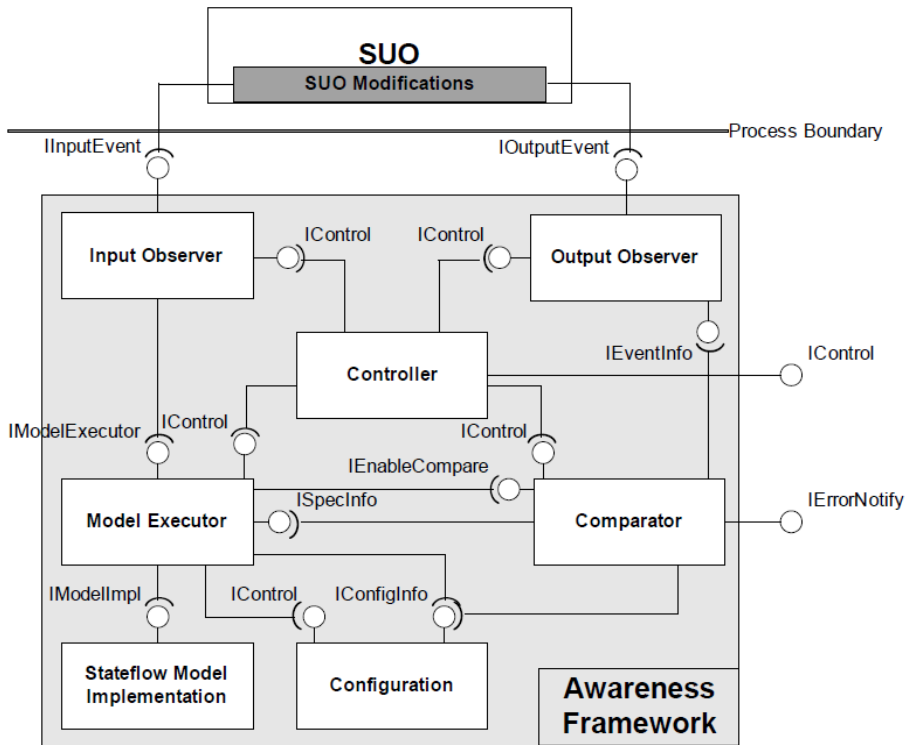 SUO
SUO Modifications
Process Boundary
IInputEvent
IOutputEvent
Input Observer
IControl
IControl
Output Observer
IEventInfo
IControl
Controller
IModelExecutor
IControl
IControl
IEnableCompare
ISpecInfo
IErrorNotify
Model Executor
Comparator
IModelImpl
IControl
IConfigInfo
Stateflow Model
Implementation
Configuration
Awareness
Framework